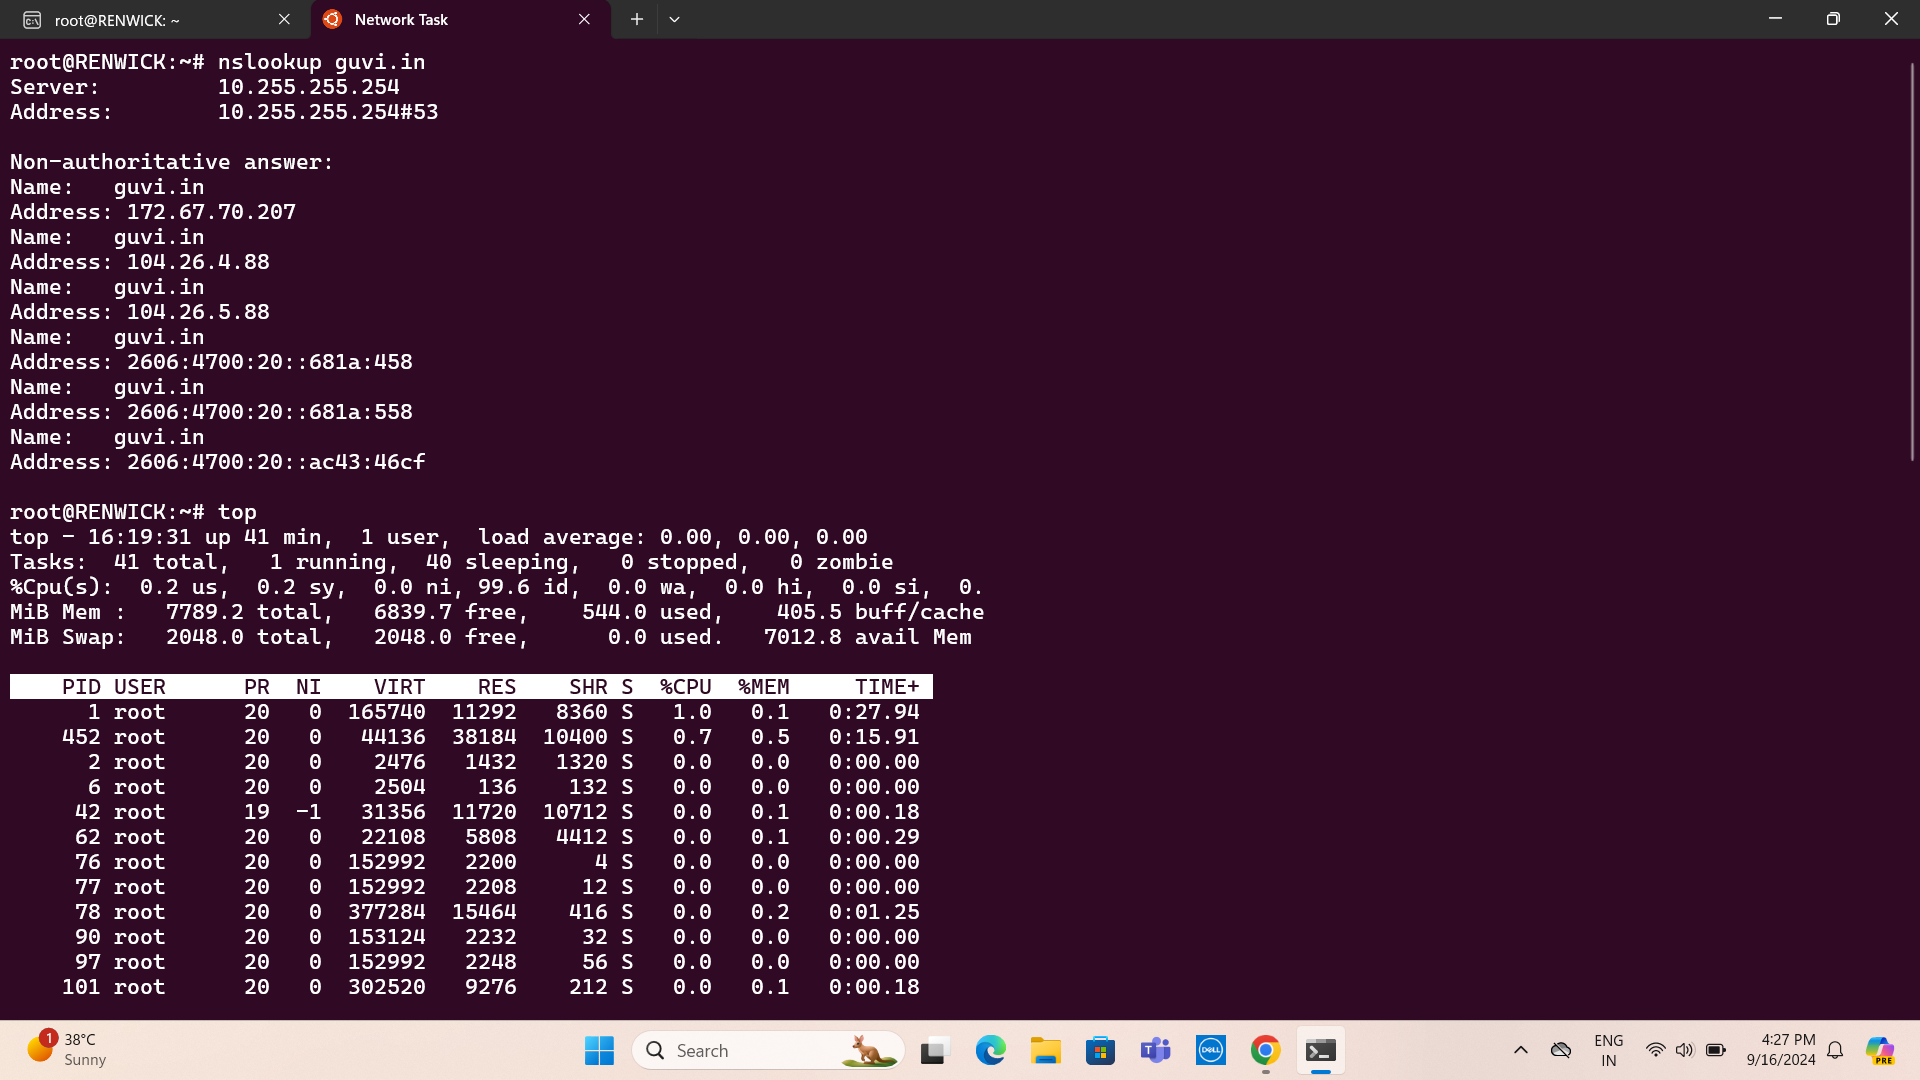 root@RENWICK: ~
Network Task
root@RENWICK:~# nslookup guvi.in
Server:         10.255.255.254
Address:        10.255.255.254#53
Non-authoritative answer:
Name:   guvi.in
Address: 172.67.70.207
Name:   guvi.in
Address: 104.26.4.88
Name:   guvi.in
Address: 104.26.5.88
Name:   guvi.in
Address: 2606:4700:20::681a:458
Name:   guvi.in
Address: 2606:4700:20::681a:558
Name:   guvi.in
Address: 2606:4700:20::ac43:46cf
root@RENWICK:~# top
top - 16:19:31 up 41 min,  1 user,  load average: 0.00, 0.00, 0.00
Tasks:  41 total,   1 running,  40 sleeping,   0 stopped,   0 zombie
%Cpu(s):  0.2 us,  0.2 sy,  0.0 ni, 99.6 id,  0.0 wa,  0.0 hi,  0.0 si,  0.
MiB Mem :   7789.2 total,   6839.7 free,    544.0 used,    405.5 buff/cache
MiB Swap:   2048.0 total,   2048.0 free,      0.0 used.   7012.8 avail Mem
PID USER      PR  NI    VIRT    RES    SHR S  %CPU  %MEM     TIME+
1 root      20   0  165740  11292   8360 S   1.0   0.1   0:27.94
452 root      20   0   44136  38184  10400 S   0.7   0.5   0:15.91
2 root      20   0    2476   1432   1320 S   0.0   0.0   0:00.00
6 root      20   0    2504    136    132 S   0.0   0.0   0:00.00
42 root      19  -1   31356  11720  10712 S   0.0   0.1   0:00.18
62 root      20   0   22108   5808   4412 S   0.0   0.1   0:00.29
76 root      20   0  152992   2200      4 S   0.0   0.0   0:00.00
77 root      20   0  152992   2208     12 S   0.0   0.0   0:00.00
78 root      20   0  377284  15464    416 S   0.0   0.2   0:01.25
90 root      20   0  153124   2232     32 S   0.0   0.0   0:00.00
97 root      20   0  152992   2248     56 S   0.0   0.0   0:00.00
101 root      20   0  302520   9276    212 S   0.0   0.1   0:00.18
1
38°C
Sunny
Search
T
DELL
ENG
IN
4:27 PM
9/16/2024
PRE